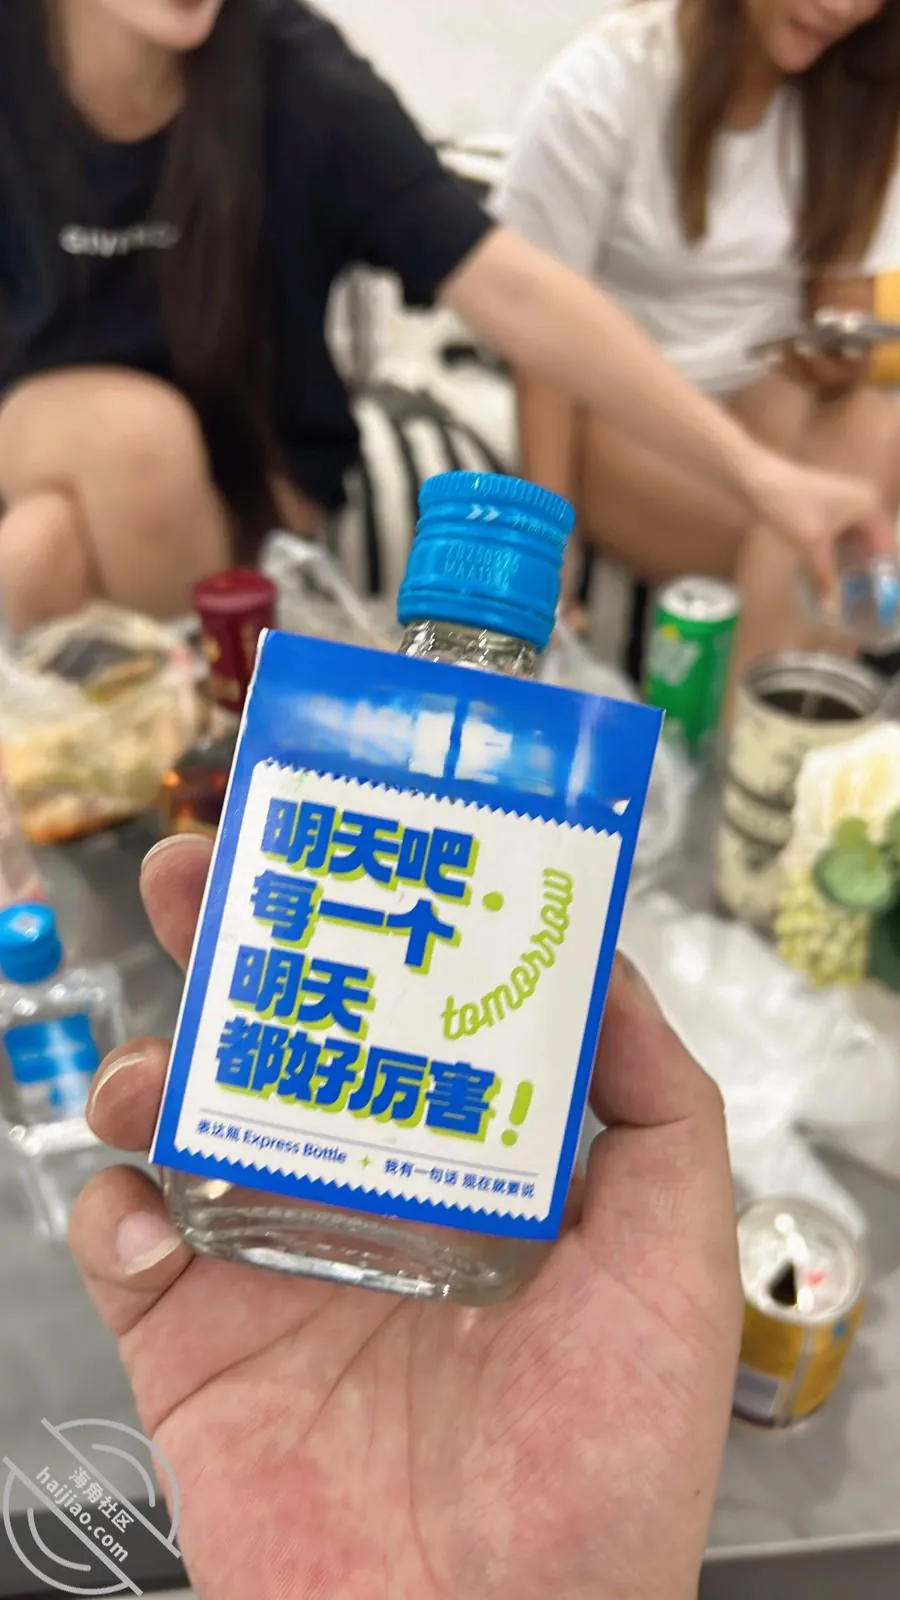 20250325
明天吧.
每一个
明天
都好厉害!
tomorrow
表达瓶 Express Bottle
我有一句话 现在就要说
海角社区
haijiao.com